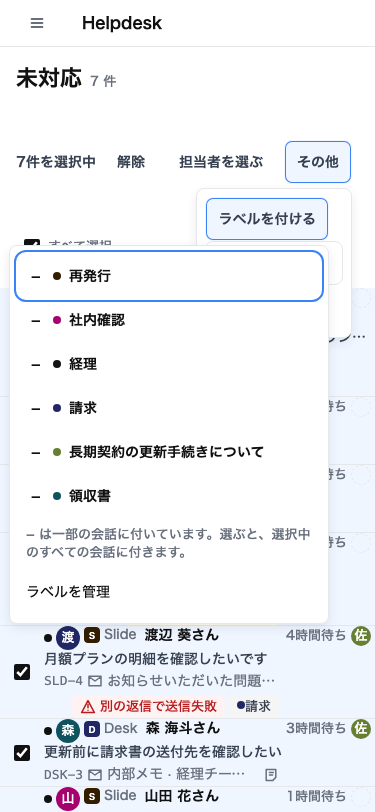 Helpdesk
未対応 7 件
7件を選択中 解除 担当者を選ぶ その他
ラベルを付ける
すべて選択
– 再発行
– 社内確認
– 経理
– 請求
– 長期契約の更新手続きについて
– 領収書
– は一部の会話に付いています。選ぶと、選択中
のすべての会話に付きます。
ラベルを管理
待ち
待ち 佐
待ち
待ち
渡 S Slide 渡辺 葵さん 4時間待ち 佐
月額プランの明細を確認したいです
SLD-4 お知らせいただいた問題…
別の返信で送信失敗 請求
森 D Desk 森 海斗さん 3時間待ち 佐
更新前に請求書の送付先を確認したい
DSK-3 内部メモ · 経理チー…
山 S Slide 山田 花さん 1時間待ち